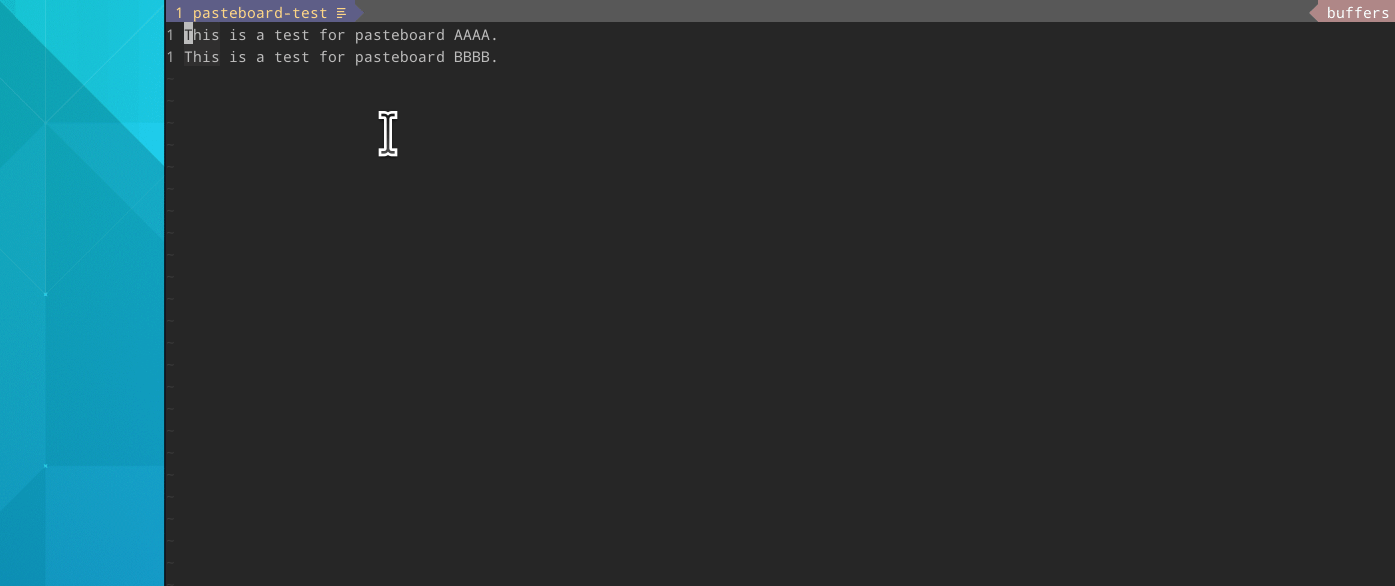 1 pasteboard-test buffers
1 This is a test for pasteboard AAAA.
1 This is a test for pasteboard BBBB.